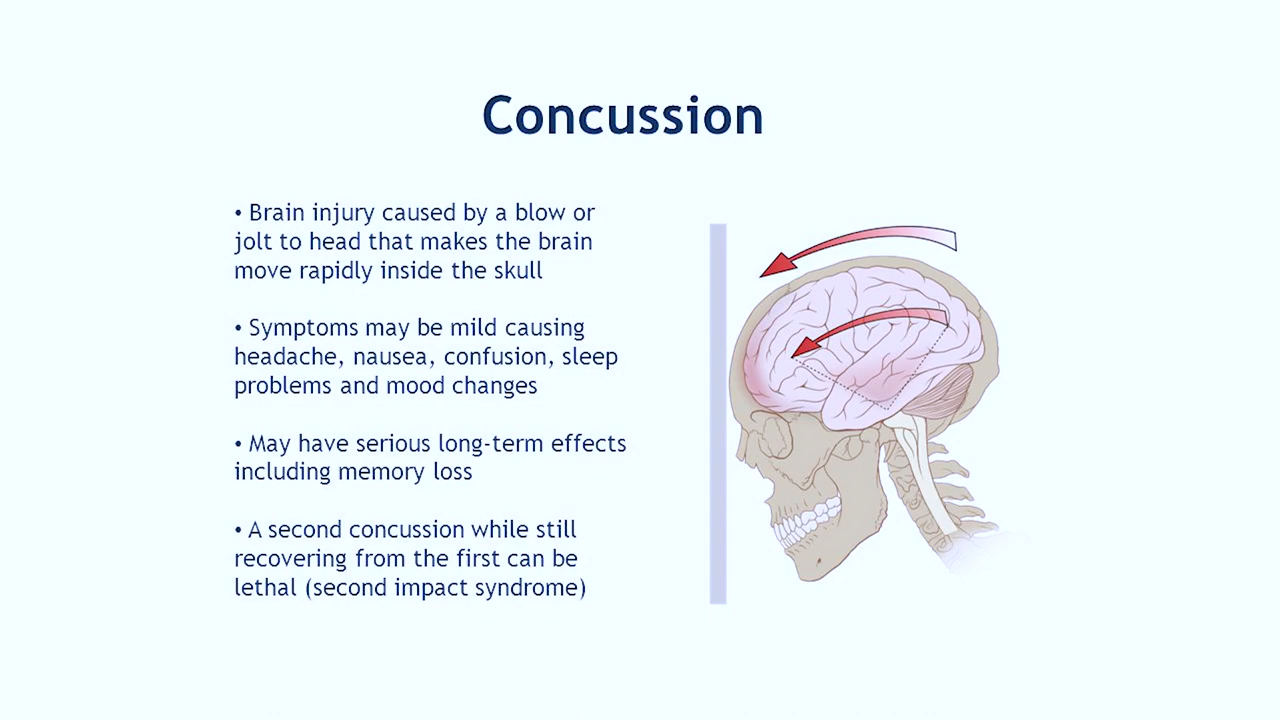 Concussion
• Brain injury caused by a blow or
jolt to head that makes the brain
move rapidly inside the skull
• Symptoms may be mild causing
headache, nausea, confusion, sleep
problems and mood changes
• May have serious long-term effects
including memory loss
• A second concussion while still
recovering from the first can be
lethal (second impact syndrome)